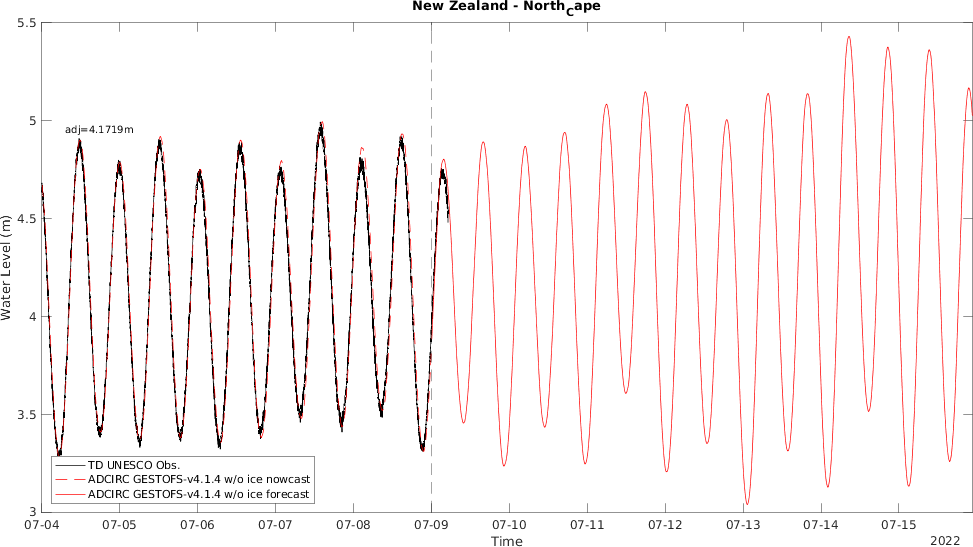 New Zealand - NorthCape
5.5
5
4.5
4
3.5
3
Water Level (m)
adj=4.1719m
TD UNESCO Obs.
ADCIRC GESTOFS-v4.1.4 w/o ice nowcast
ADCIRC GESTOFS-v4.1.4 w/o ice forecast
07-04 07-05 07-06 07-07 07-08 07-09 07-10 07-11 07-12 07-13 07-14 07-15
Time
2022